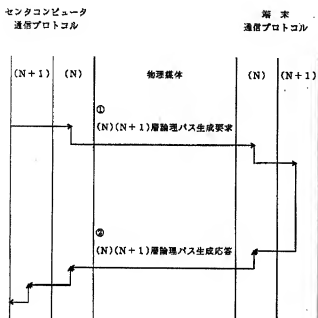 センタコンピュータ
通信プロトコル
端 末
通信プロトコル
(N+1) (N) 物理媒体 (N) (N+1)
①
(N)(N+1)層論理パス生成要求
②
(N)(N+1)層論理パス生成応答